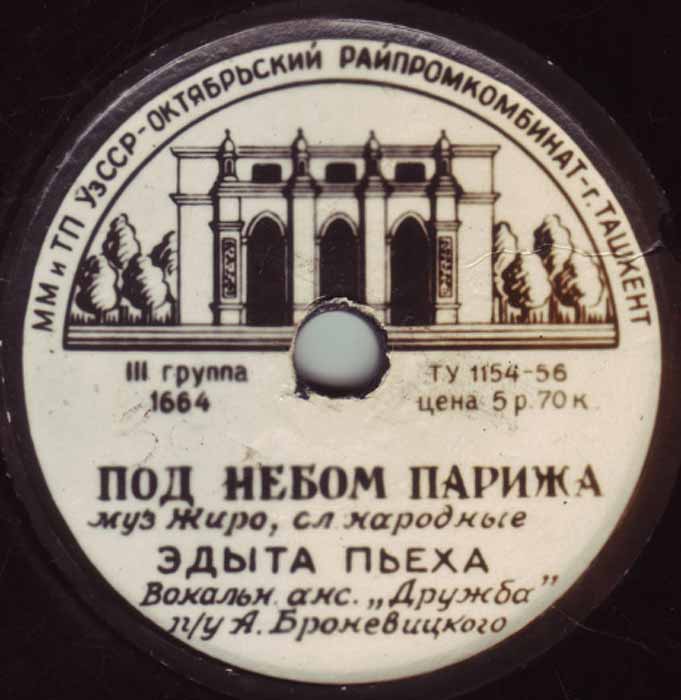 ММ и ТП УзССР-ОКТЯБРЬСКИЙ РАЙПРОМКОМБИНАТ-г. ТАШКЕНТ
III группа
1664
ТУ 1154-56
цена 5 р. 70 к
ПОД НЕБОМ ПАРИЖА
муз Жиро, сл народные
ЭДЫТА ПЬЕХА
Вокальн. анс. „Дружба"
п/у А. Броневицкого